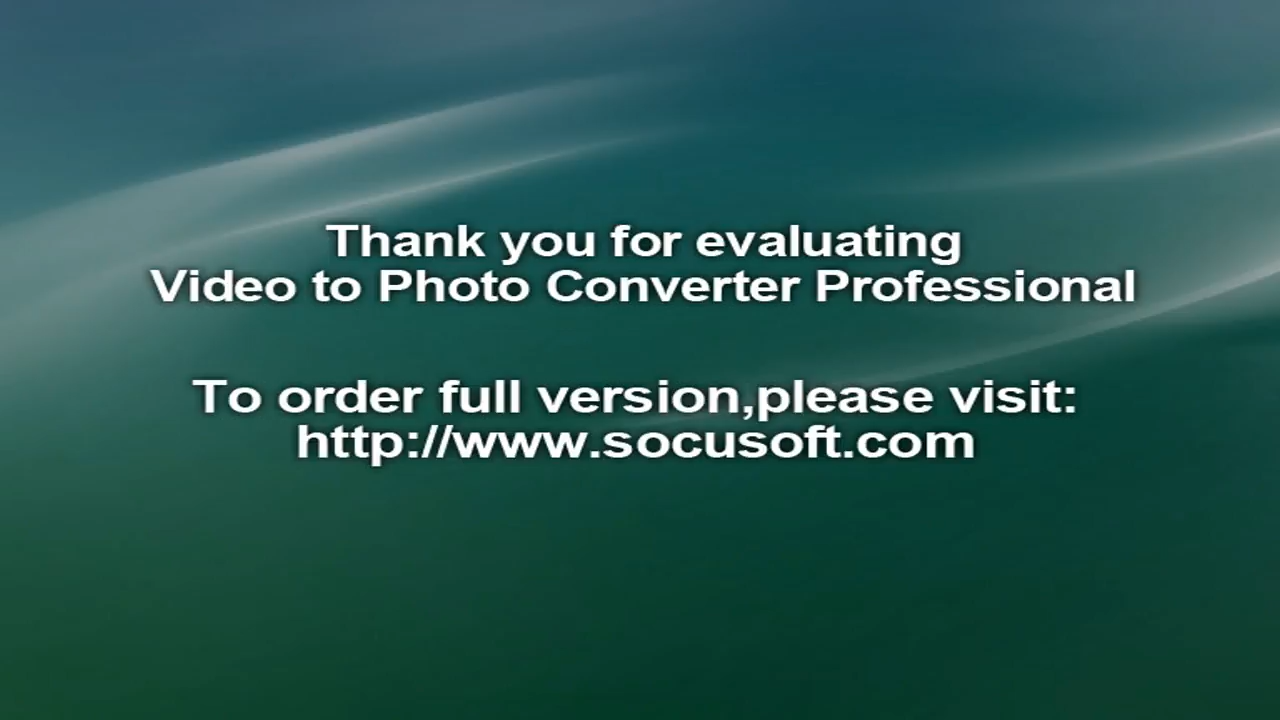 Thank you for evaluating
Video to Photo Converter Professional
To order full version,please visit:
http://www.socusoft.com